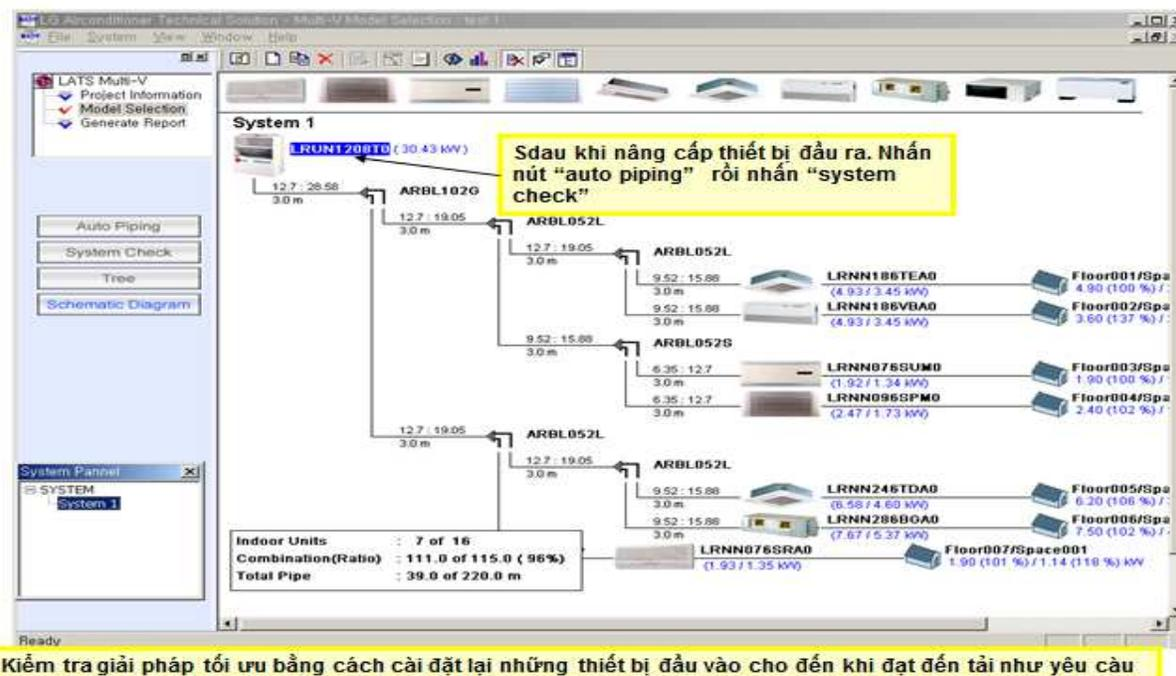 LG Airconditioner Technical Solution - Multi-V Model Selection : test 1
File System View Window Help
LATS Multi-V
Project Information
Model Selection
Generate Report
System 1
LRUN1208T0 (30.43 kW)
Sdau khi nâng cấp thiết bị đầu ra. Nhấn
nút “auto piping” rồi nhấn “system
check”
12.7 : 28.58
3.0 m
ARBL102G
12.7 : 19.05
3.0 m
ARBL052L
12.7 : 19.05
3.0 m
ARBL052L
9.52 : 15.88
3.0 m
LRNN186TEA0
(4.93 / 3.45 kW)
Floor001/Spa
4.90 (100 %) /
9.52 : 15.88
3.0 m
LRNN186VBA0
(4.93 / 3.45 kW)
Floor002/Spa
3.60 (137 %) /
9.52 : 15.88
3.0 m
ARBL052S
6.35 : 12.7
3.0 m
LRNN076SUM0
(1.92 / 1.34 kW)
Floor003/Spa
1.90 (100 %) /
6.35 : 12.7
3.0 m
LRNN096SPM0
(2.47 / 1.73 kW)
Floor004/Spa
2.40 (102 %) /
12.7 : 19.05
3.0 m
ARBL052L
12.7 : 19.05
3.0 m
ARBL052L
9.52 : 15.88
3.0 m
LRNN246TDA0
(6.58 / 4.60 kW)
Floor005/Spa
6.20 (106 %) /
9.52 : 15.88
3.0 m
LRNN286BGA0
(7.67 / 5.37 kW)
Floor006/Spa
7.50 (102 %) /
LRNN076SRA0
(1.93 / 1.35 kW)
Floor007/Space001
1.90 (101 %) / 1.14 (118 %) kW
Auto Piping
System Check
Tree
Schematic Diagram
System Pannel
SYSTEM
System 1
Indoor Units : 7 of 16
Combination(Ratio) : 111.0 of 115.0 ( 96%)
Total Pipe : 39.0 of 220.0 m
Ready
Kiểm tra giải pháp tối ưu bằng cách cài đặt lại những thiết bị đầu vào cho đến khi đạt đến tải như yêu càu